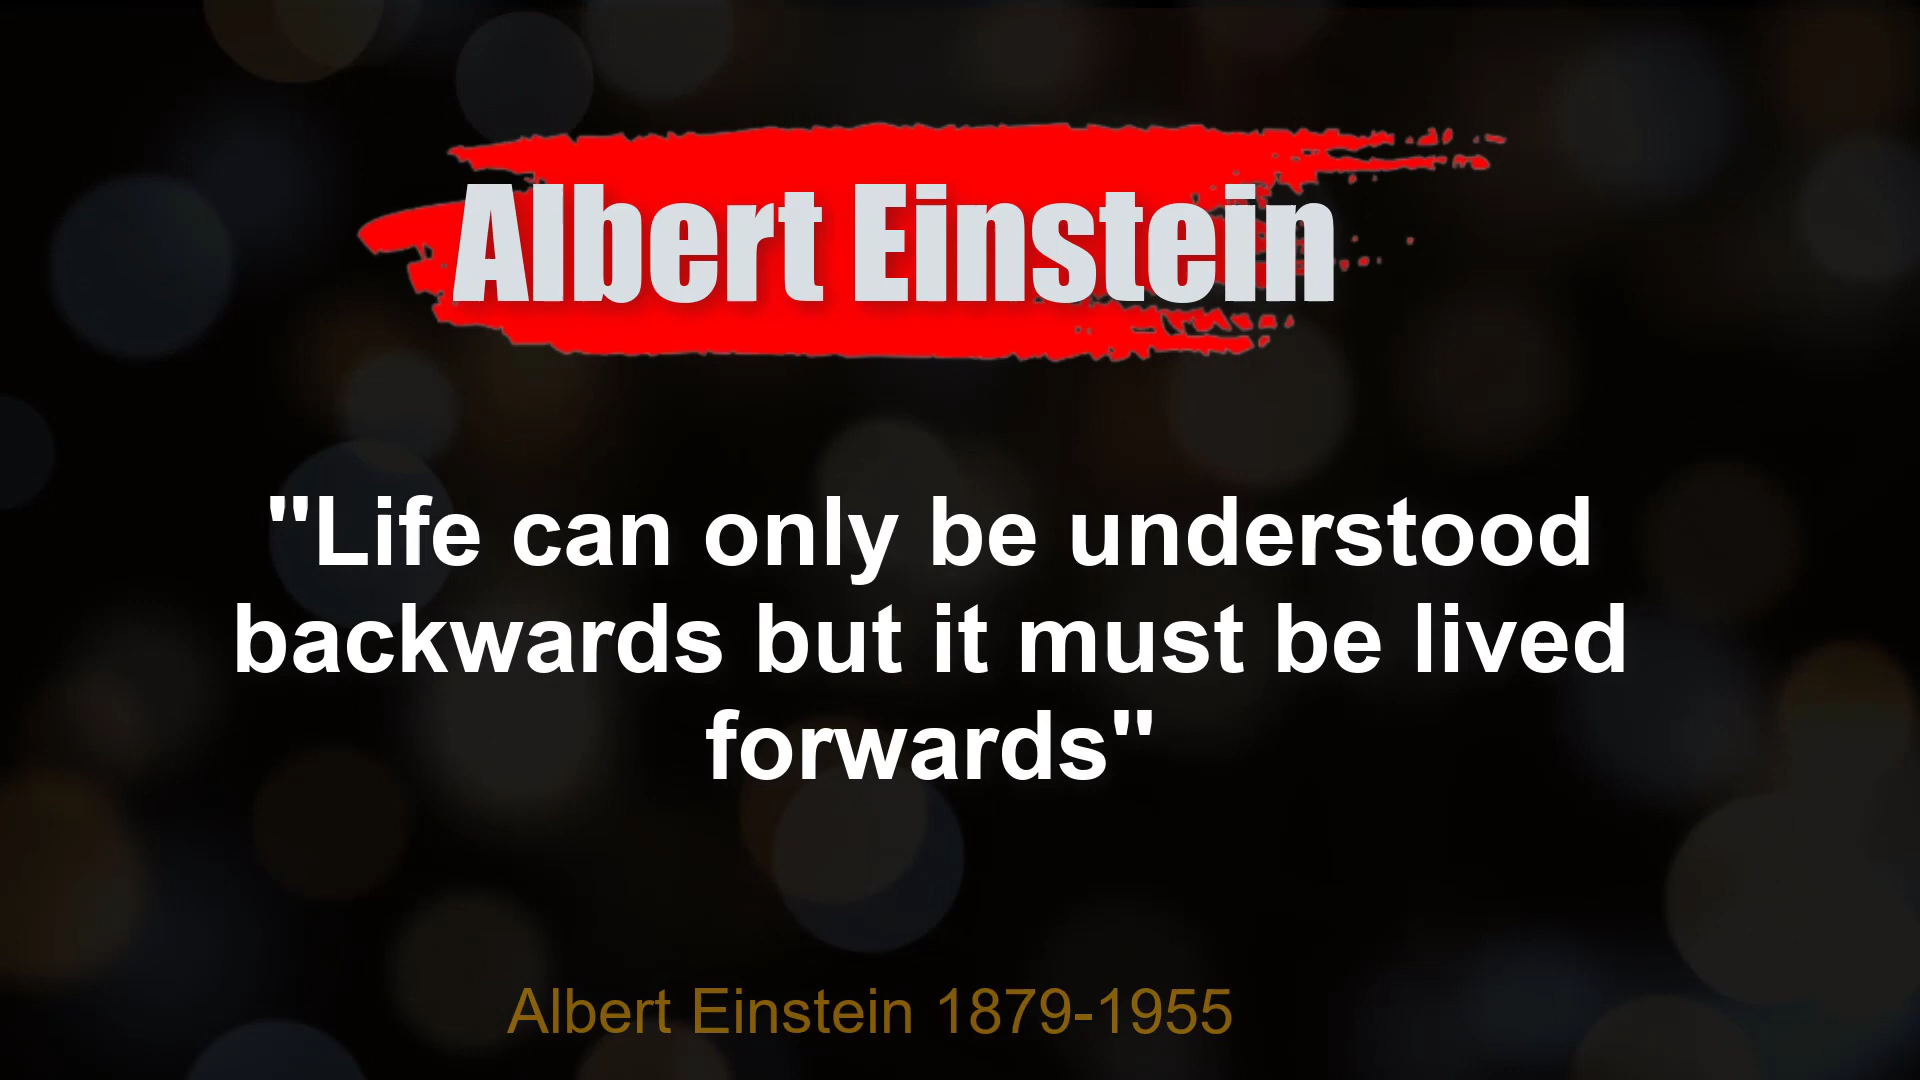 Albert Einstein
"Life can only be understood
backwards but it must be lived
forwards"
Albert Einstein 1879-1955